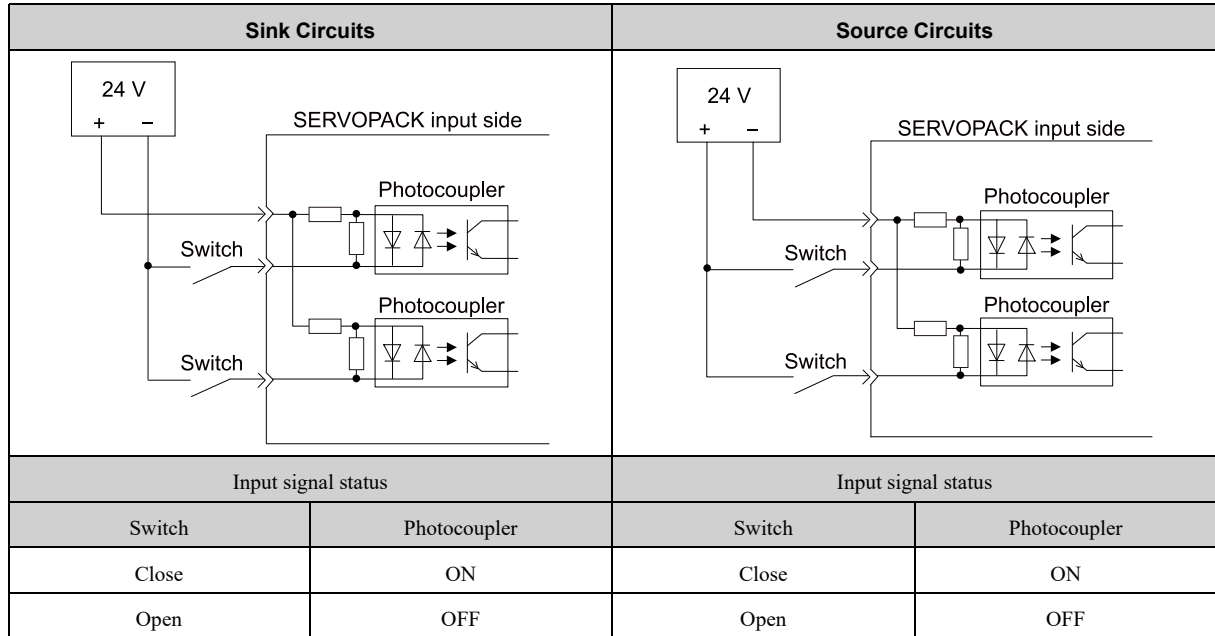 Sink Circuits
Source Circuits
24 V
+ −
SERVOPACK input side
Photocoupler
Switch
Photocoupler
Switch
24 V
+ −
SERVOPACK input side
Photocoupler
Switch
Photocoupler
Switch
Input signal status
Input signal status
Switch Photocoupler Switch Photocoupler
Close ON Close ON
Open OFF Open OFF